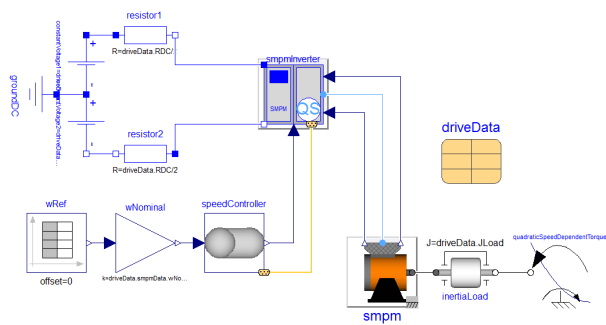 resistor1
R=driveData.RDC/
smpmInverter
SMPM
QS
groundDC
+
-
+
-
resistor2
R=driveData.RDC/2
driveData
wRef
offset=0
wNominal
k=driveData.smpmData.wNo...
speedController
smpm
J=driveData.JLoad
inertiaLoad
quadraticSpeedDependentTorque